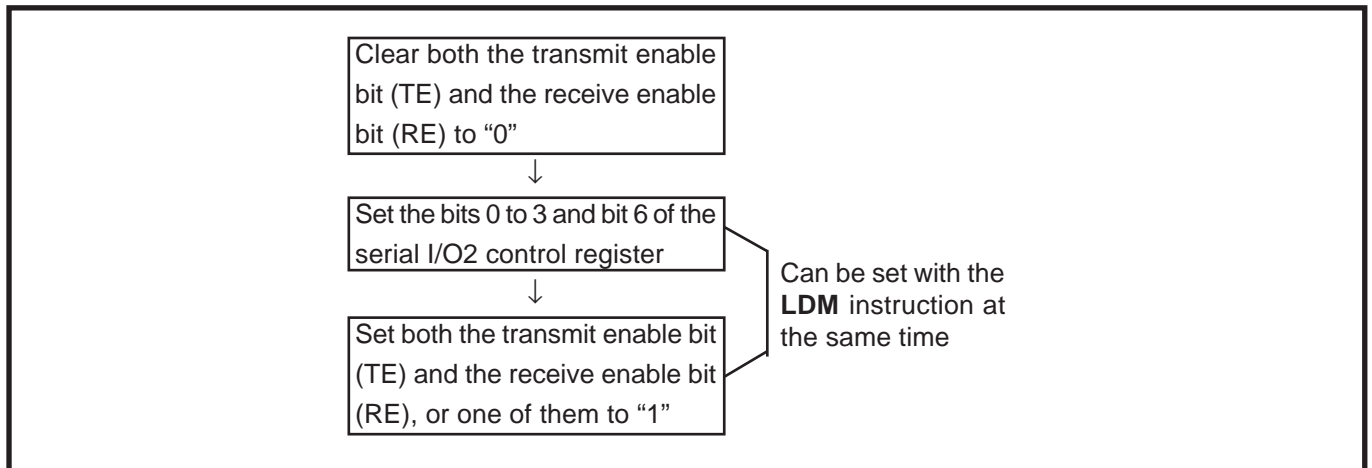 Clear both the transmit enable
bit (TE) and the receive enable
bit (RE) to “0”
↓
Set the bits 0 to 3 and bit 6 of the
serial I/O2 control register
↓
Set both the transmit enable bit
(TE) and the receive enable bit
(RE), or one of them to “1”
Can be set with the
LDM instruction at
the same time